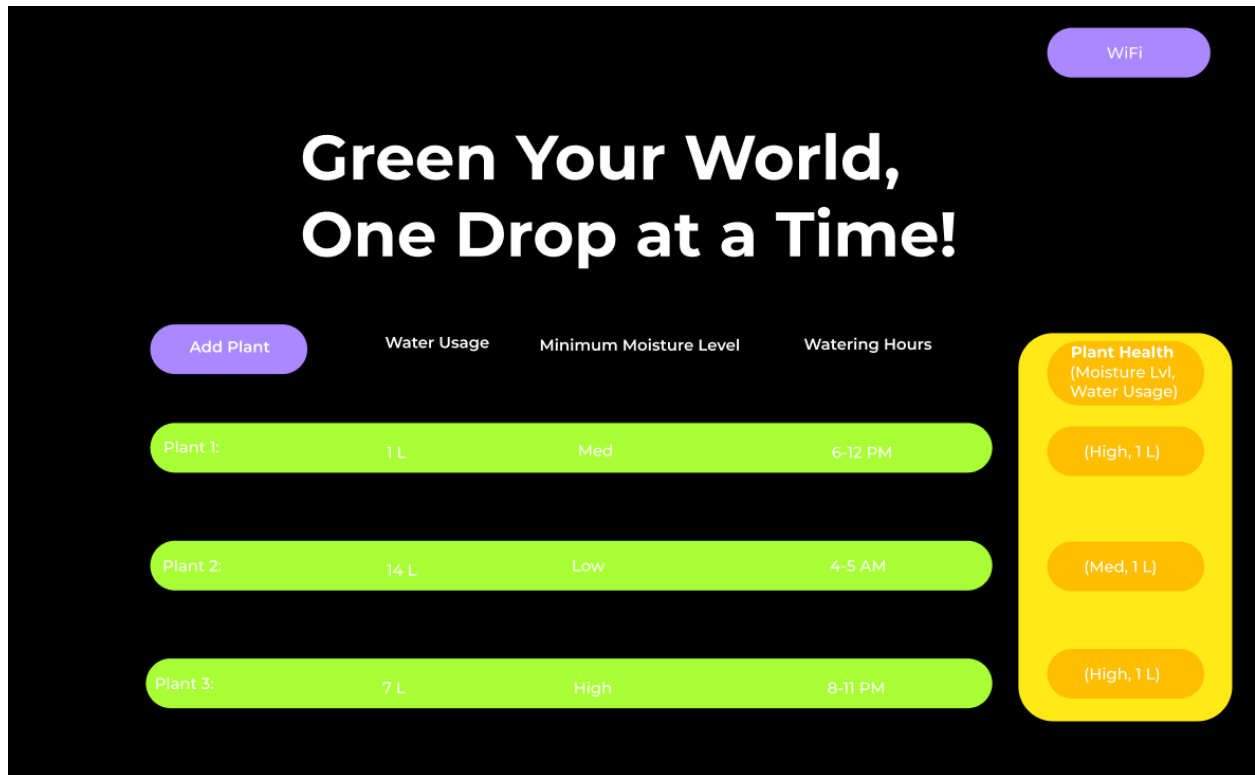 WiFi
Green Your World,
One Drop at a Time!
Add Plant Water Usage Minimum Moisture Level Watering Hours
Plant Health
(Moisture Lvl,
Water Usage)
Plant 1: 1 L Med 6-12 PM (High, 1 L)
Plant 2: 14 L Low 4-5 AM (Med, 1 L)
Plant 3: 7 L High 8-11 PM (High, 1 L)